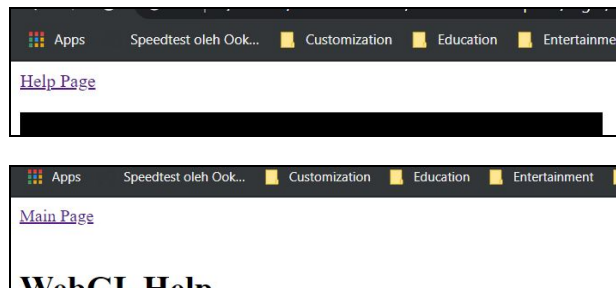 Apps Speedtest oleh Ook... Customization Education Entertainme
Help Page
Apps Speedtest oleh Ook... Customization Education Entertainment
Main Page
WebGL Help